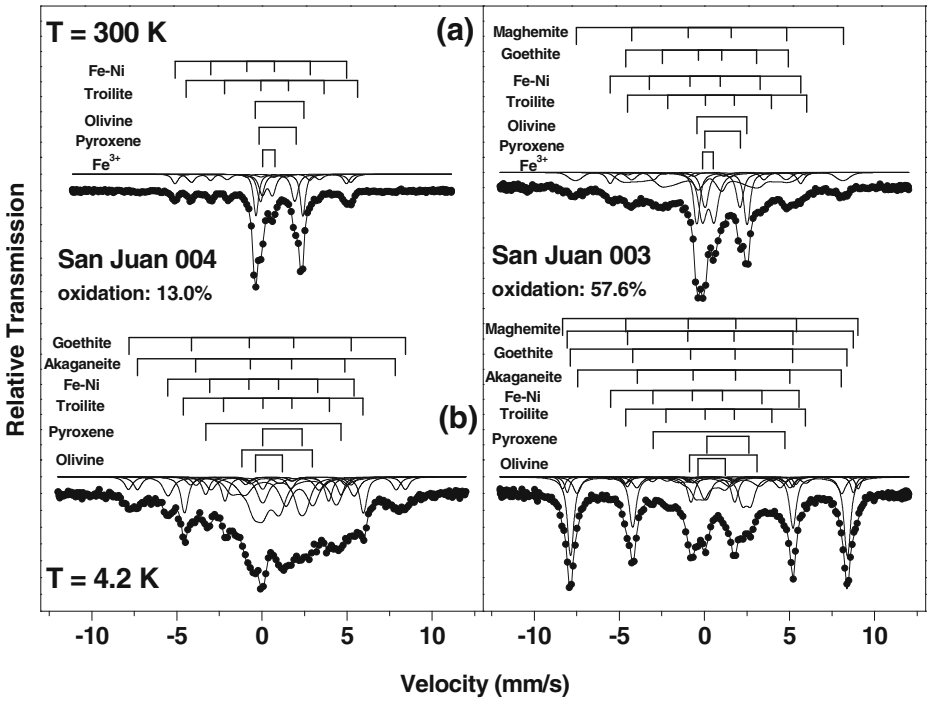 T = 300 K
(a)
Fe-Ni
Troilite
Olivine
Pyroxene
Fe3+
San Juan 004
oxidation: 13.0%
Maghemite
Goethite
Fe-Ni
Troilite
Olivine
Pyroxene
Fe3+
San Juan 003
oxidation: 57.6%
Relative Transmission
Goethite
Akaganeite
Fe-Ni
Troilite
Pyroxene
Olivine
(b)
T = 4.2 K
Maghemite
Goethite
Akaganeite
Fe-Ni
Troilite
Pyroxene
Olivine
-10 -5 0 5 10
-10 -5 0 5 10
Velocity (mm/s)